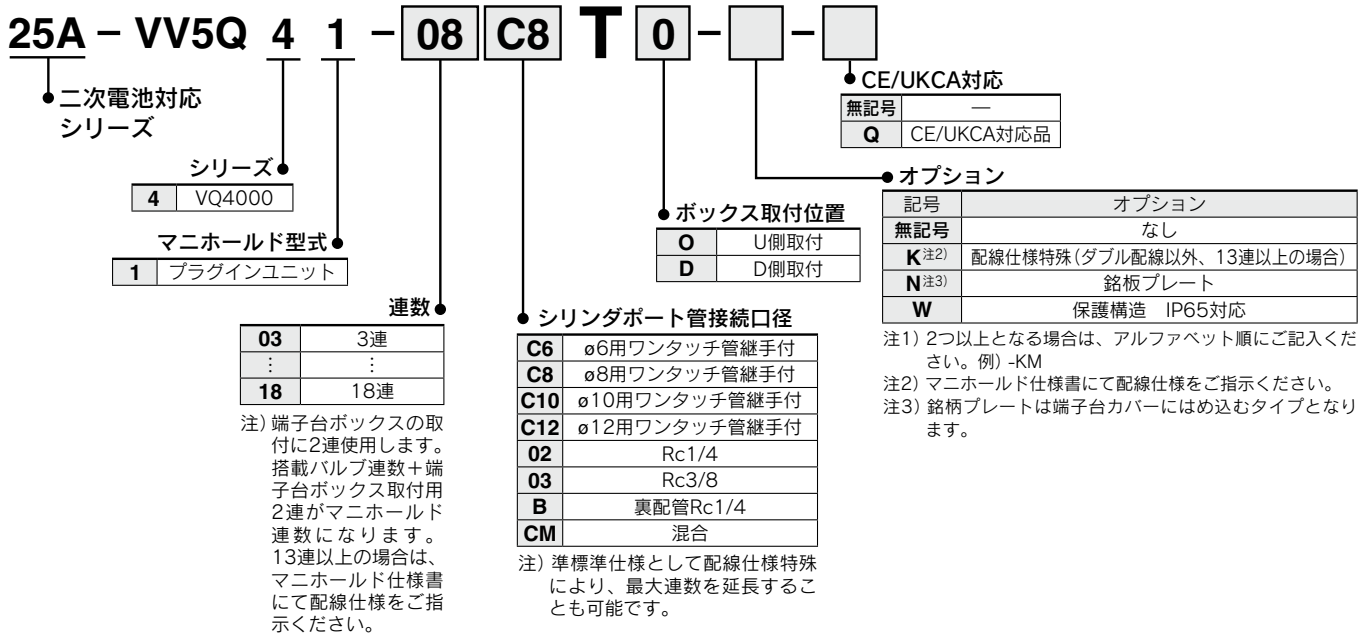 25A – VV5Q 4 1 – 08 C8 T 0 – –
二次電池対応
シリーズ
シリーズ
4 VQ4000
マニホールド型式
1 プラグインユニット
連数
03 3連
⋮ ⋮
18 18連
注) 端子台ボックスの取
付に2連使用します。
搭載バルブ連数＋端
子台ボックス取付用
2連がマニホールド
連数になります。
13連以上の場合は、
マニホールド仕様書
にて配線仕様をご指
示ください。
シリンダポート管接続口径
C6 ø6用ワンタッチ管継手付
C8 ø8用ワンタッチ管継手付
C10 ø10用ワンタッチ管継手付
C12 ø12用ワンタッチ管継手付
02 Rc1/4
03 Rc3/8
B 裏配管Rc1/4
CM 混合
注) 準標準仕様として配線仕様特殊
により、最大連数を延長するこ
とも可能です。
ボックス取付位置
O U側取付
D D側取付
CE/UKCA対応
無記号 —
Q CE/UKCA対応品
オプション
記号 オプション
無記号 なし
K注2) 配線仕様特殊(ダブル配線以外、13連以上の場合)
N注3) 銘板プレート
W 保護構造 IP65対応
注1) 2つ以上となる場合は、アルファベット順にご記入くだ
さい。例) -KM
注2) マニホールド仕様書にて配線仕様をご指示ください。
注3) 銘柄プレートは端子台カバーにはめ込むタイプとなり
ます。